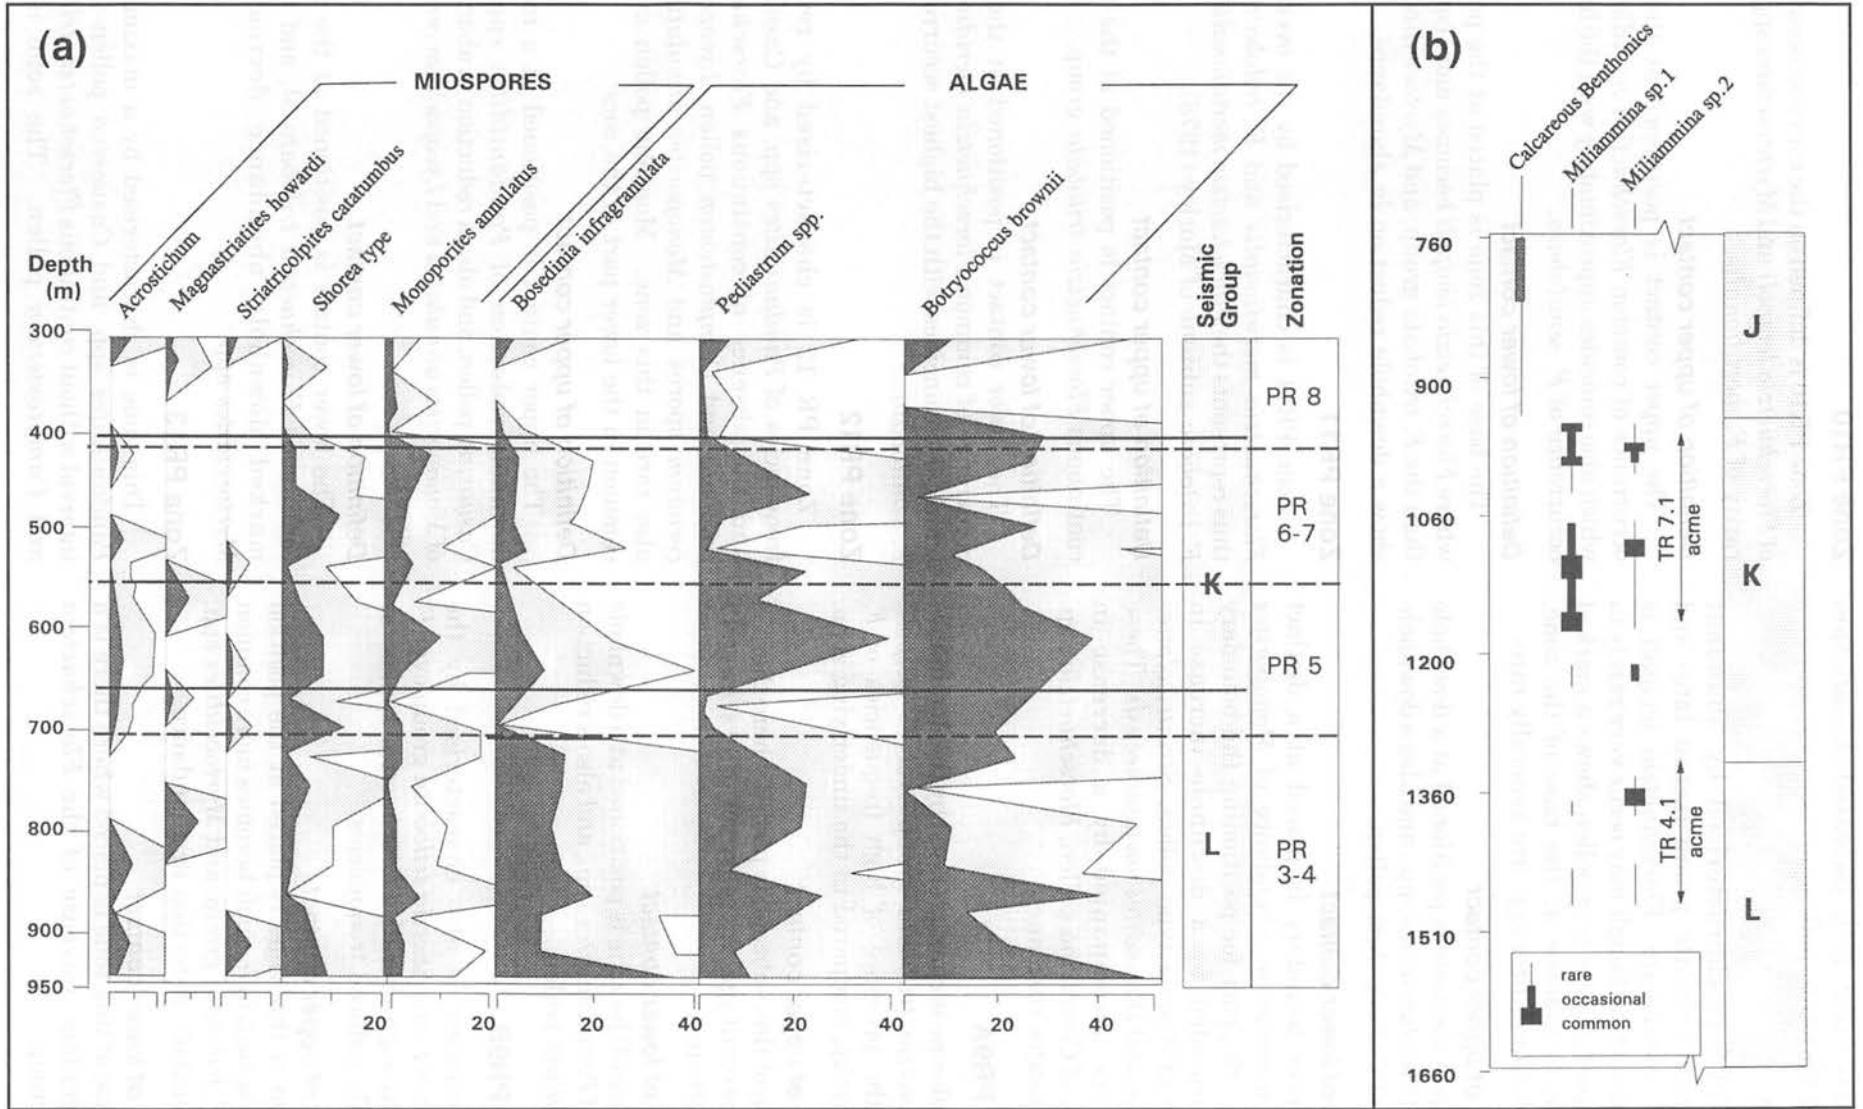 (a)
MIOSPORES
ALGAE
Depth
(m)
Acrostichum
Magnastriatites howardi
Striatricolpites catatumbus
Shorea type
Monoporites annulatus
Bosedinia infragranulata
Pediastrum spp.
Botryococcus brownii
Seismic
Group
Zonation
300
400
500
600
700
800
900
950
PR 8
PR
6-7
K
PR 5
L
PR
3-4
20
20
20
40
20
40
20
40
(b)
Calcareous Benthonics
Miliammina sp.1
Miliammina sp.2
760
900
1060
1200
1360
1510
1660
J
K
L
TR 7.1
acme
TR 4.1
acme
rare
occasional
common